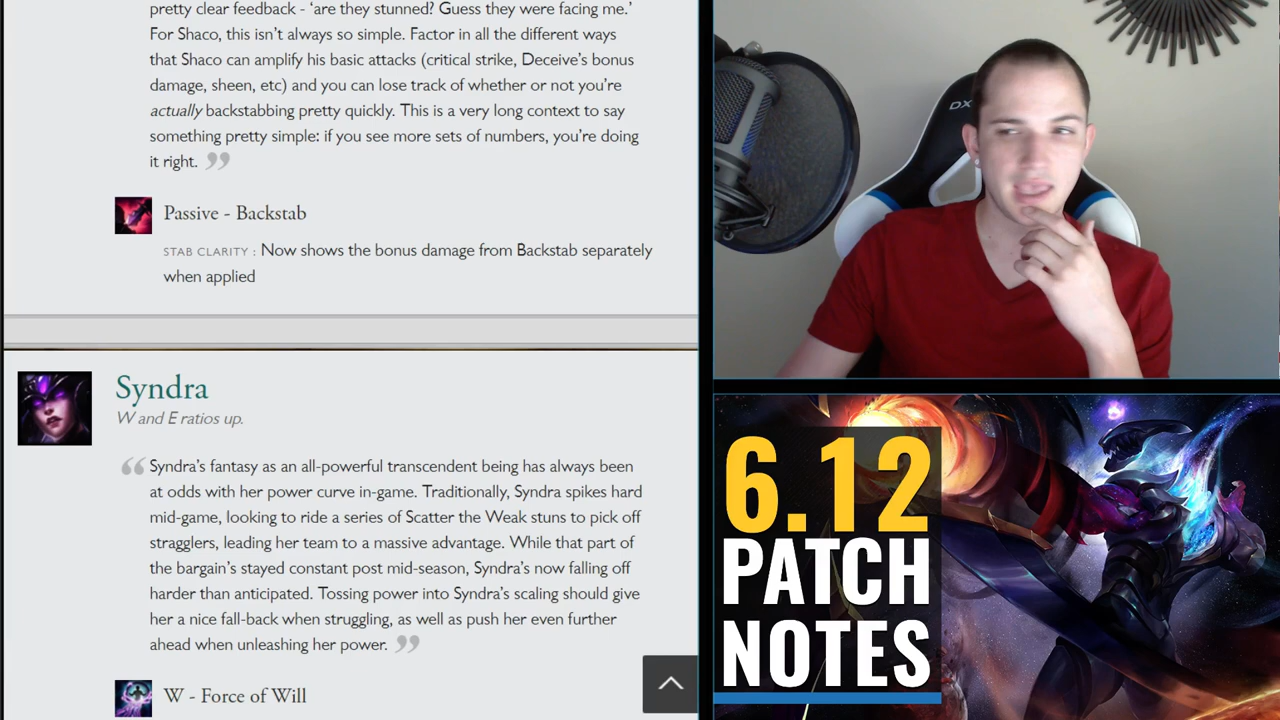 pretty clear feedback - ‘are they stunned? Guess they were facing me.’
For Shaco, this isn’t always so simple. Factor in all the different ways
that Shaco can amplify his basic attacks (critical strike, Deceive’s bonus
damage, sheen, etc) and you can lose track of whether or not you’re
actually backstabbing pretty quickly. This is a very long context to say
something pretty simple: if you see more sets of numbers, you’re doing
it right. ”
Passive - Backstab
STAB CLARITY : Now shows the bonus damage from Backstab separately
when applied
Syndra
W and E ratios up.
“ Syndra’s fantasy as an all-powerful transcendent being has always been
at odds with her power curve in-game. Traditionally, Syndra spikes hard
mid-game, looking to ride a series of Scatter the Weak stuns to pick off
stragglers, leading her team to a massive advantage. While that part of
the bargain’s stayed constant post mid-season, Syndra’s now falling off
harder than anticipated. Tossing power into Syndra’s scaling should give
her a nice fall-back when struggling, as well as push her even further
ahead when unleashing her power. ”
W - Force of Will
DX
6.12
PATCH
NOTES